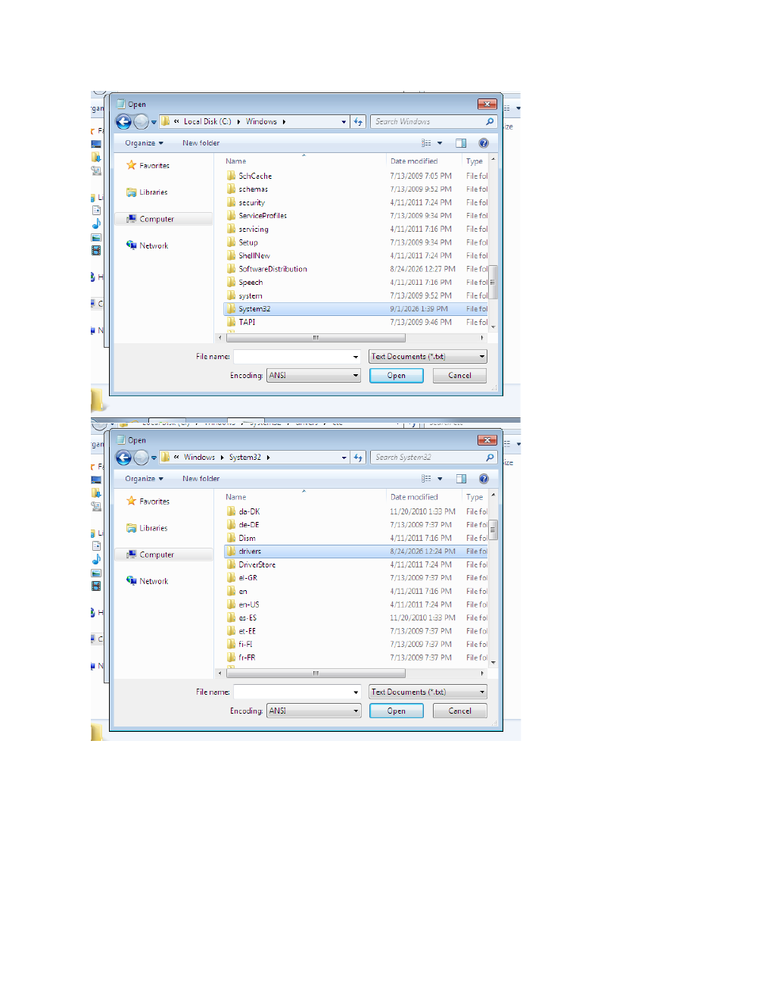 Open
« Local Disk (C:) Windows Search Windows
Organize New folder
Name Date modified Type
Favorites
Libraries
Computer
Network
SchCache 7/13/2009 7:05 PM File fol
schemas 7/13/2009 9:52 PM File fol
security 4/11/2011 7:24 PM File fol
ServiceProfiles 7/13/2009 9:34 PM File fol
servicing 4/11/2011 7:16 PM File fol
Setup 7/13/2009 9:34 PM File fol
ShellNew 4/11/2011 7:24 PM File fol
SoftwareDistribution 8/24/2026 12:27 PM File fol
Speech 4/11/2011 7:16 PM File fol
system 7/13/2009 9:52 PM File fol
System32 9/1/2026 1:39 PM File fol
TAPI 7/13/2009 9:46 PM File fol
File name: Text Documents (*.txt)
Encoding: ANSI Open Cancel
Open
« Windows System32 Search System32
Organize New folder
Name Date modified Type
Favorites
Libraries
Computer
Network
da-DK 11/20/2010 1:33 PM File fol
de-DE 7/13/2009 7:37 PM File fol
Dism 4/11/2011 7:16 PM File fol
drivers 8/24/2026 12:24 PM File fol
DriverStore 4/11/2011 7:24 PM File fol
el-GR 7/13/2009 7:37 PM File fol
en 4/11/2011 7:16 PM File fol
en-US 4/11/2011 7:24 PM File fol
es-ES 11/20/2010 1:33 PM File fol
et-EE 7/13/2009 7:37 PM File fol
fi-FI 7/13/2009 7:37 PM File fol
fr-FR 7/13/2009 7:37 PM File fol
File name: Text Documents (*.txt)
Encoding: ANSI Open Cancel